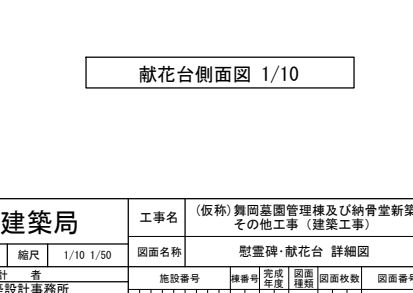 献花台側面図 1/10
建築局
工事名
(仮称)舞岡墓園管理棟及び納骨堂新築
その他工事（建築工事）
縮尺
1/10 1/50
図面名称
慰霊碑・献花台 詳細図
計 者
設計事務所
施設番号
棟番号
完成年度
図面種類
図面枚数
図面番号